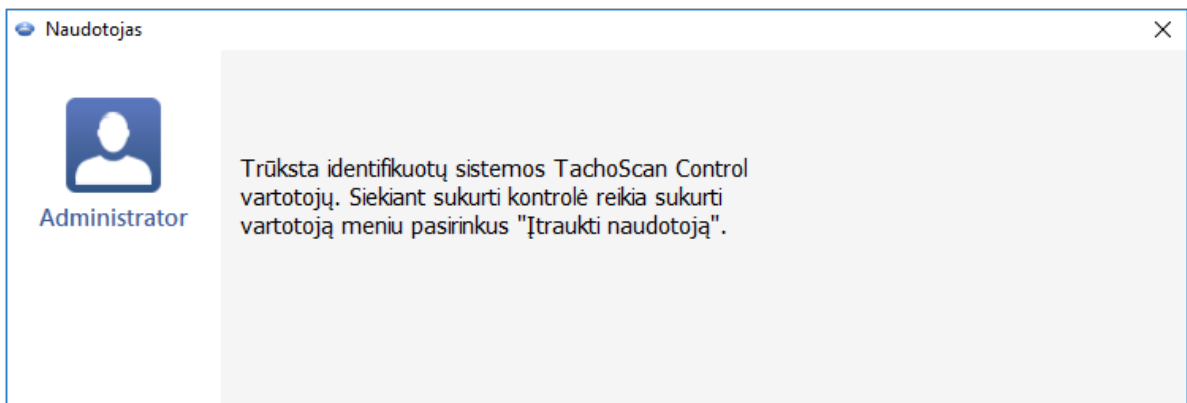 Naudotojas
Administrator
Trūksta identifikuotų sistemos TachoScan Control
vartotojų. Siekiant sukurti kontrolė reikia sukurti
vartotoją meniu pasirinkus "Įtraukti naudotoją".